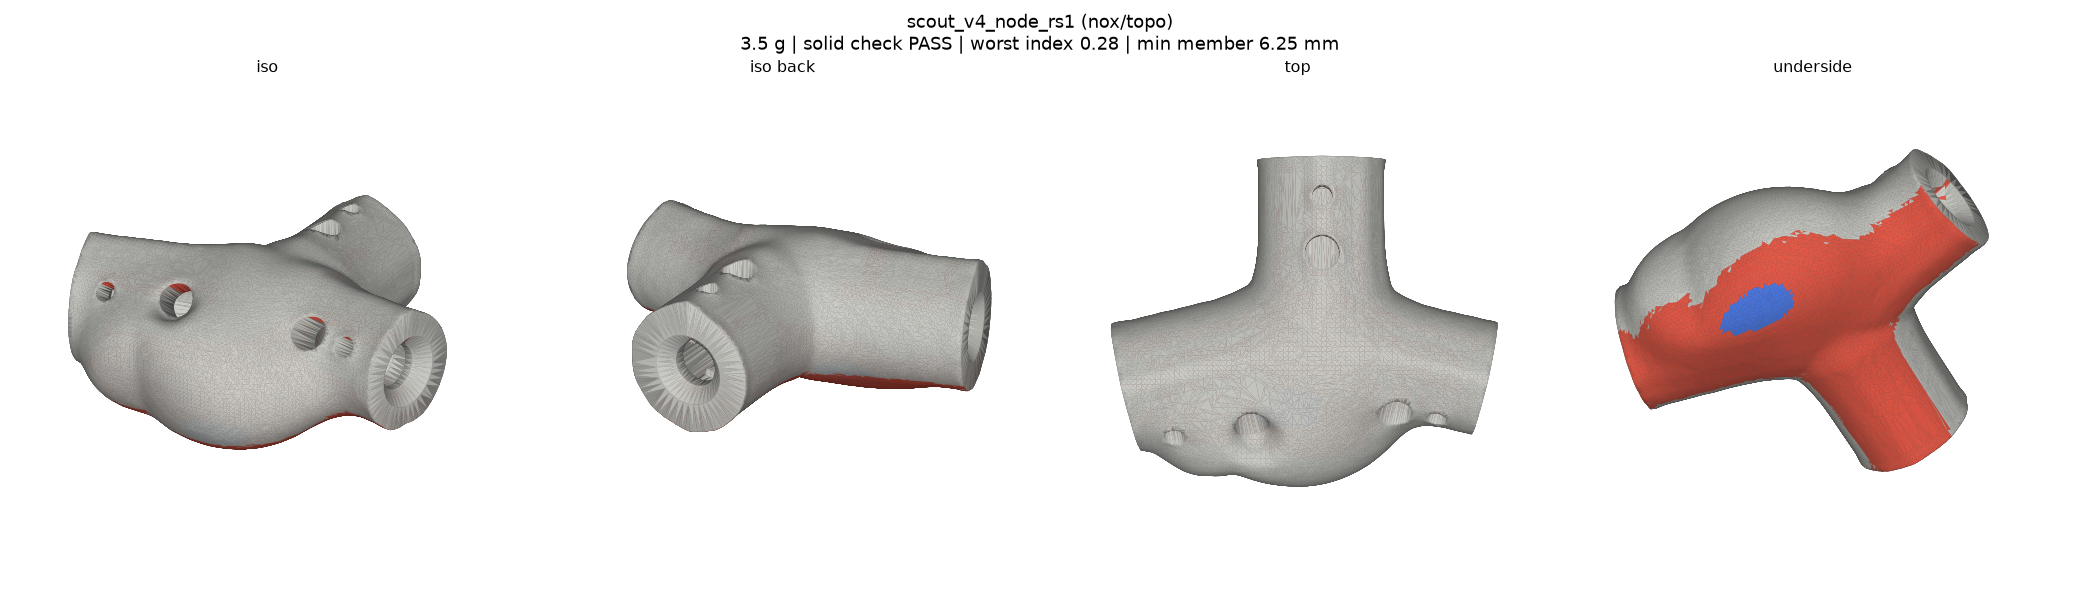 scout_v4_node_rs1 (nox/topo)
3.5 g | solid check PASS | worst index 0.28 | min member 6.25 mm
iso
iso back
top
underside